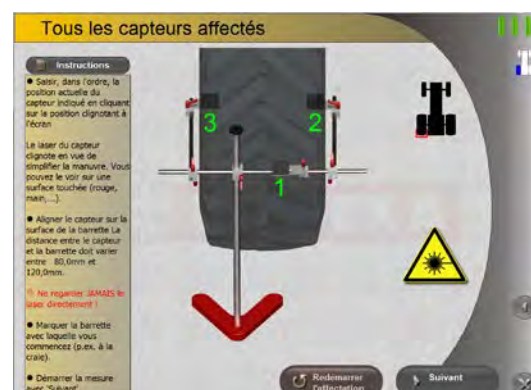 Tous les capteurs affectés
Instructions
● Saisir, dans l'ordre, la
position actuelle du
capteur indiqué en cliquant
sur la position clignotant à
l'écran
Le laser du capteur
clignote en vue de
simplifier la manuvre. Vous
pouvez le voir sur une
surface touchée (rouge,
main,...).
● Aligner le capteur sur la
surface de la barrette La
distance entre le capteur
et la barrette doit varier
entre 80,0mm et
120,0mm.
Ne regarder JAMAIS le
laser directement !
● Marquer la barrette
avec laquelle vous
commencez (p.ex. à la
craie).
● Démarrer la mesure
avec 'Suivant'
3
2
1
Redémarrer
l'affectation
Suivant